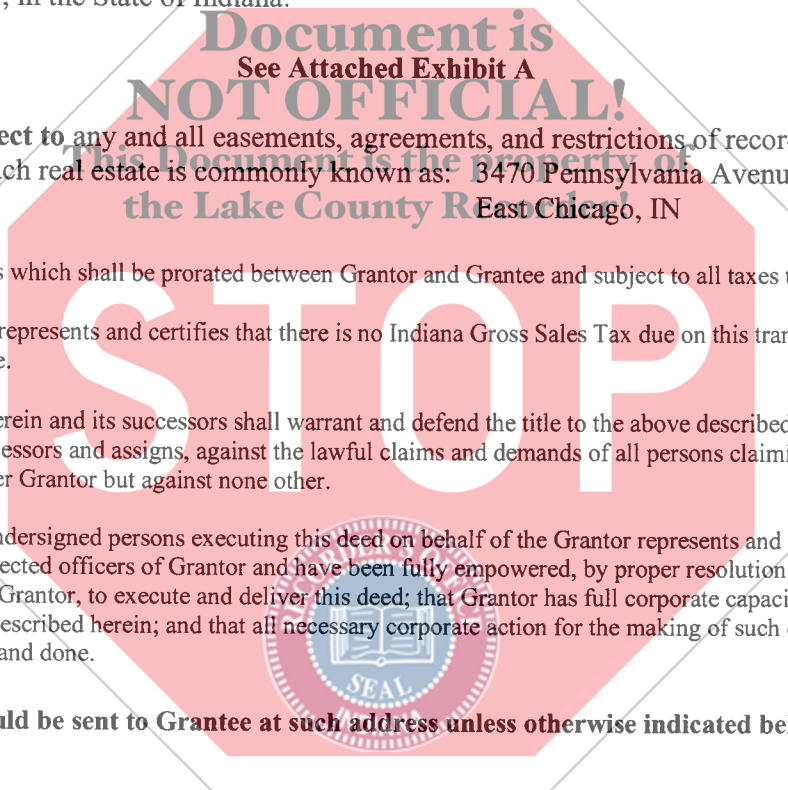 , in the State of Indiana.
Document is
See Attached Exhibit A
NOT OFFICIAL!
ect to any and all easements, agreements, and restrictions of recor
This Document is the property of
ch real estate is commonly known as: 3470 Pennsylvania Avenu
the Lake County Recorder!
East Chicago, IN
s which shall be prorated between Grantor and Grantee and subject to all taxes t
represents and certifies that there is no Indiana Gross Sales Tax due on this tran
e.
STOP
erein and its successors shall warrant and defend the title to the above described
essors and assigns, against the lawful claims and demands of all persons claimi
er Grantor but against none other.
ndersigned persons executing this deed on behalf of the Grantor represents and
ected officers of Grantor and have been fully empowered, by proper resolution
Grantor, to execute and deliver this deed; that Grantor has full corporate capaci
escribed herein; and that all necessary corporate action for the making of such
and done.
SEAL
uld be sent to Grantee at such address unless otherwise indicated be